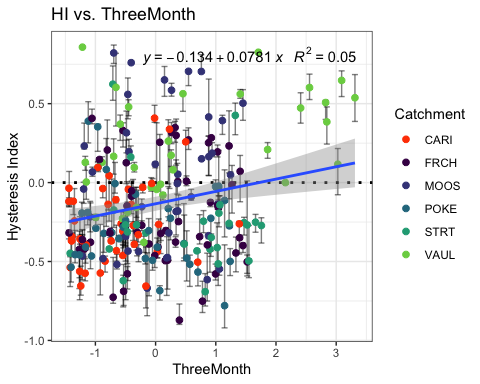 HI vs. ThreeMonth
y = −0.134 + 0.0781 x R² = 0.05
Hysteresis Index
0.5
0.0
-0.5
-1.0
-1 0 1 2 3
ThreeMonth
Catchment
CARI
FRCH
MOOS
POKE
STRT
VAUL